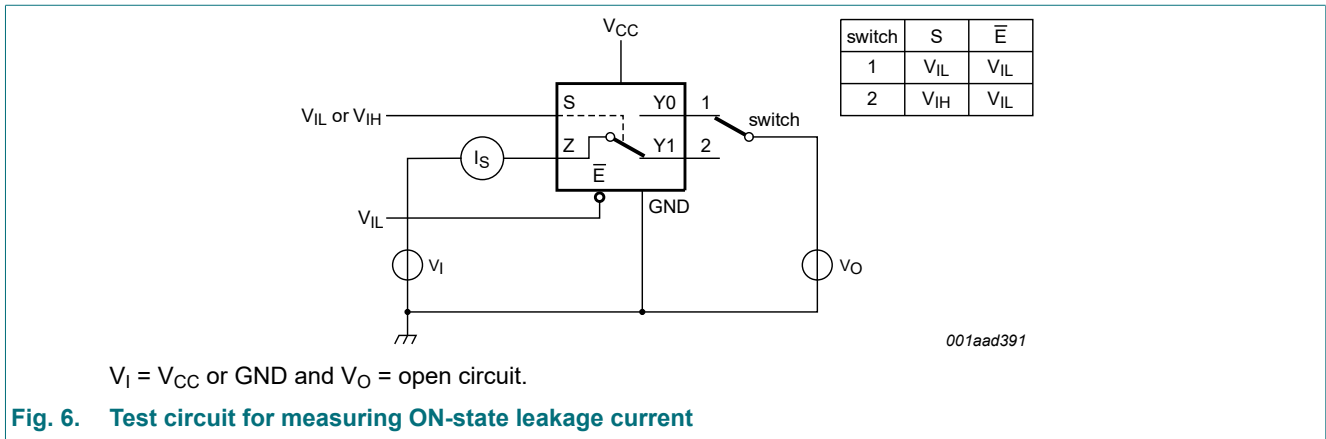 V_CC
switch S E̅
1 V_IL V_IL
2 V_IH V_IL
S Y0 1
switch
V_IL or V_IH
Z Y1 2
I_S
E̅
GND
V_IL
V_I
V_O
001aad391
V_I = V_CC or GND and V_O = open circuit.
Fig. 6. Test circuit for measuring ON-state leakage current